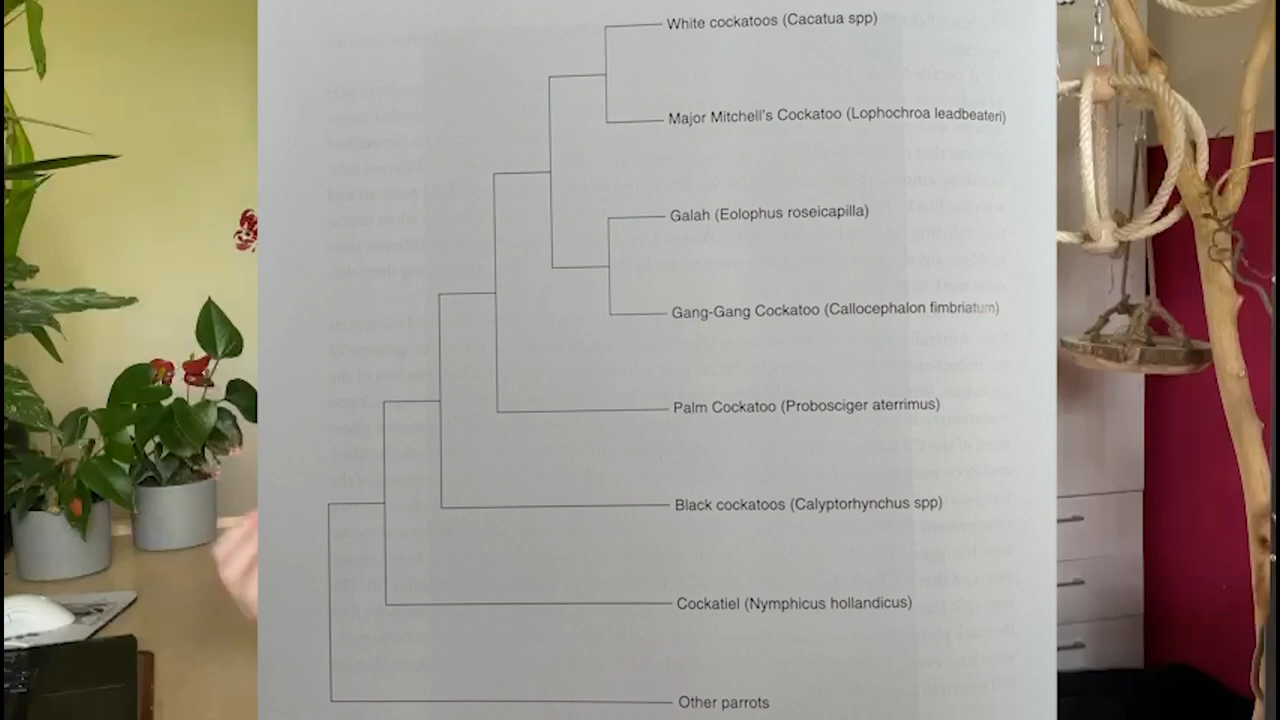 White cockatoos (Cacatua spp)
Major Mitchell's Cockatoo (Lophochroa leadbeateri)
Galah (Eolophus roseicapilla)
Gang-Gang Cockatoo (Callocephalon fimbriatum)
Palm Cockatoo (Probosciger aterrimus)
Black cockatoos (Calyptorhynchus spp)
Cockatiel (Nymphicus hollandicus)
Other parrots